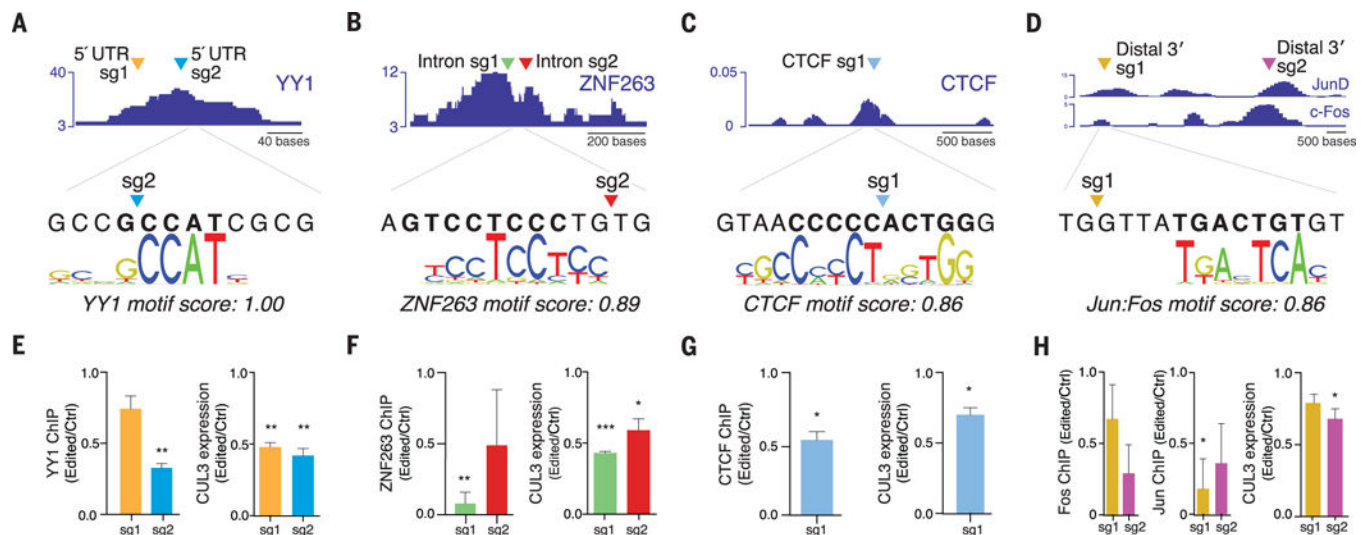 A
5′ UTR sg1
5′ UTR sg2
40
YY1
3
40 bases
sg2
GCCGCCATCGCG
YY1 motif score: 1.00
B
Intron sg1
Intron sg2
12
ZNF263
3
200 bases
sg2
AGTCCTCCCTGTG
ZNF263 motif score: 0.89
C
CTCF sg1
0.05
CTCF
0
500 bases
sg1
GTAACCCCCACTGGG
CTCF motif score: 0.86
D
Distal 3′ sg1
Distal 3′ sg2
JunD
c-Fos
500 bases
sg1
TGGTTATGACTGTGT
Jun:Fos motif score: 0.86
E
YY1 ChIP
(Edited/Ctrl)
1.0
0.5
0.0
**
sg1 sg2
CUL3 expression
(Edited/Ctrl)
1.0
0.5
0.0
** **
sg1 sg2
F
ZNF263 ChIP
(Edited/Ctrl)
1.0
0.5
0.0
**
sg1 sg2
CUL3 expression
(Edited/Ctrl)
1.0
0.5
0.0
*** *
sg1 sg2
G
CTCF ChIP
(Edited/Ctrl)
1.0
0.5
0.0
*
sg1
CUL3 expression
(Edited/Ctrl)
1.0
0.5
0.0
*
sg1
H
Fos ChIP (Edited/Ctrl)
1.0
0.5
0.0
sg1 sg2
Jun ChIP (Edited/Ctrl)
1.0
0.5
0.0
*
sg1 sg2
CUL3 expression
(Edited/Ctrl)
1.0
0.5
0.0
*
sg1 sg2